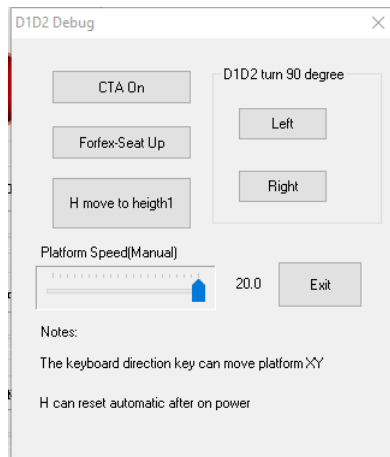 D1D2 Debug
CTA On
D1D2 turn 90 degree
Left
Forfex-Seat Up
Right
H move to heigth1
Platform Speed(Manual)
20.0
Exit
Notes:
The keyboard direction key can move platform XY
H can reset automatic after on power